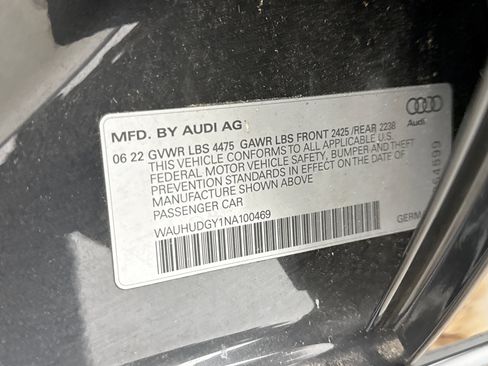 MFD. BY AUDI AG
06 22 GVWR LBS 4475 GAWR LBS FRONT 2425 /REAR 2238
THIS VEHICLE CONFORMS TO ALL APPLICABLE U.S.
FEDERAL MOTOR VEHICLE SAFETY, BUMPER AND THEFT
PREVENTION STANDARDS IN EFFECT ON THE DATE OF
MANUFACTURE SHOWN ABOVE
PASSENGER CAR
WAUHUDGY1NA100469
GERM